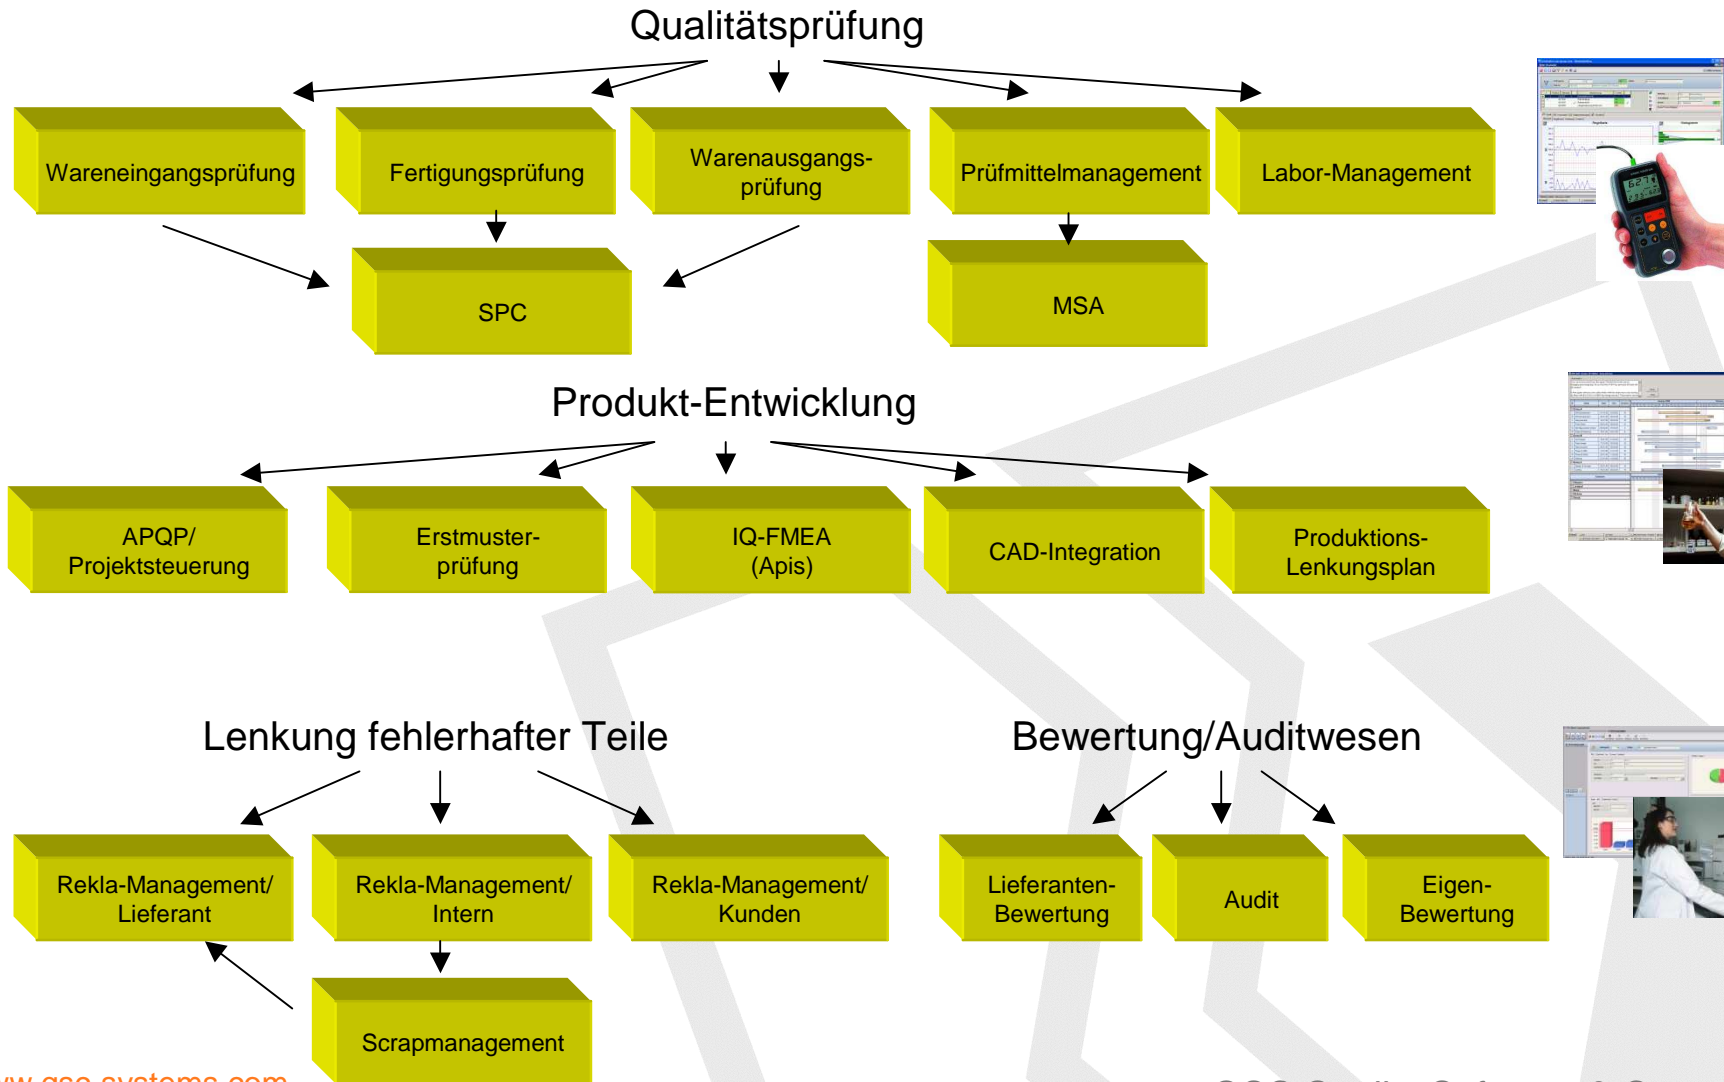 Qualitätsprüfung
Wareneingangsprüfung
Fertigungsprüfung
Warenausgangs-
prüfung
Prüfmittelmanagement
Labor-Management
SPC
MSA
Produkt-Entwicklung
APQP/
Projektsteuerung
Erstmuster-
prüfung
IQ-FMEA
(Apis)
CAD-Integration
Produktions-
Lenkungsplan
Lenkung fehlerhafter Teile
Rekla-Management/
Lieferant
Rekla-Management/
Intern
Rekla-Management/
Kunden
Scrapmanagement
Bewertung/Auditwesen
Lieferanten-
Bewertung
Audit
Eigen-
Bewertung